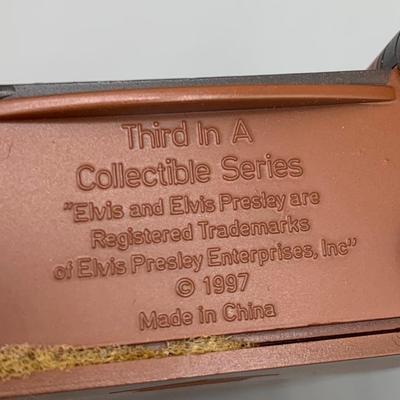 Third In A
Collectible Series
"Elvis and Elvis Presley are
Registered Trademarks
of Elvis Presley Enterprises, Inc"
© 1997
Made in China